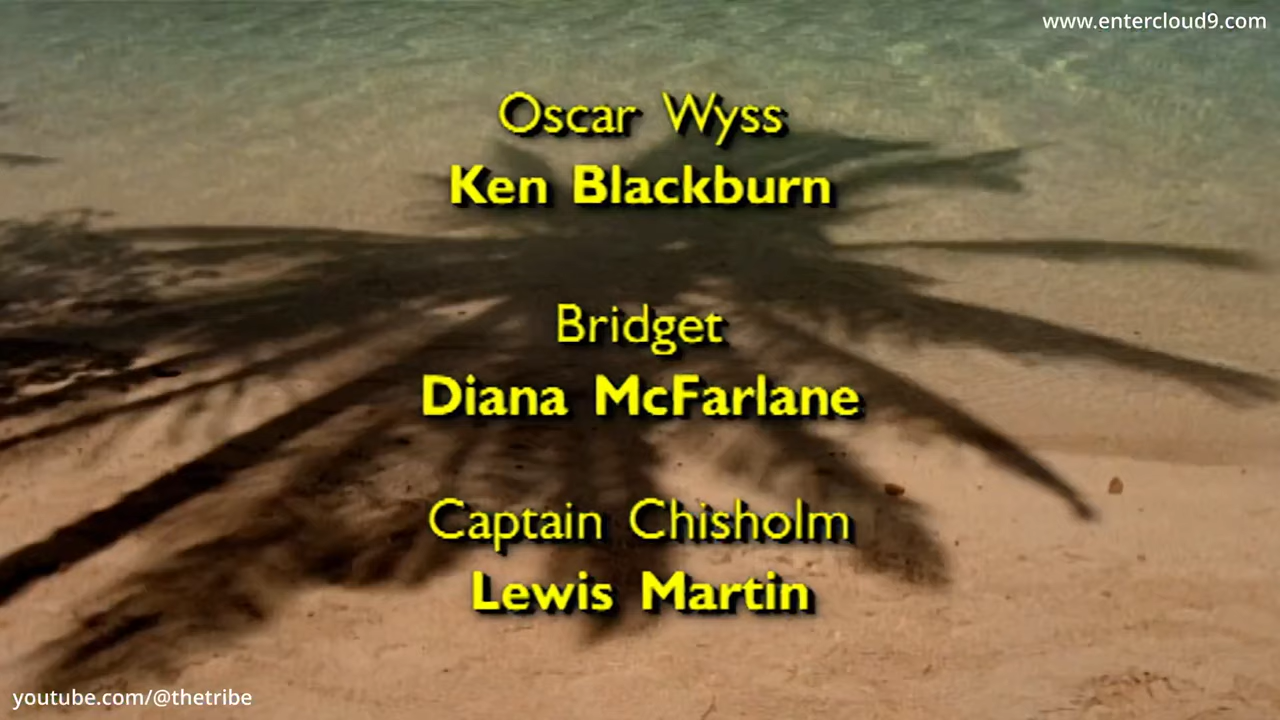 www.entercloud9.com
Oscar Wyss
Ken Blackburn
Bridget
Diana McFarlane
Captain Chisholm
Lewis Martin
youtube.com/@thetribe